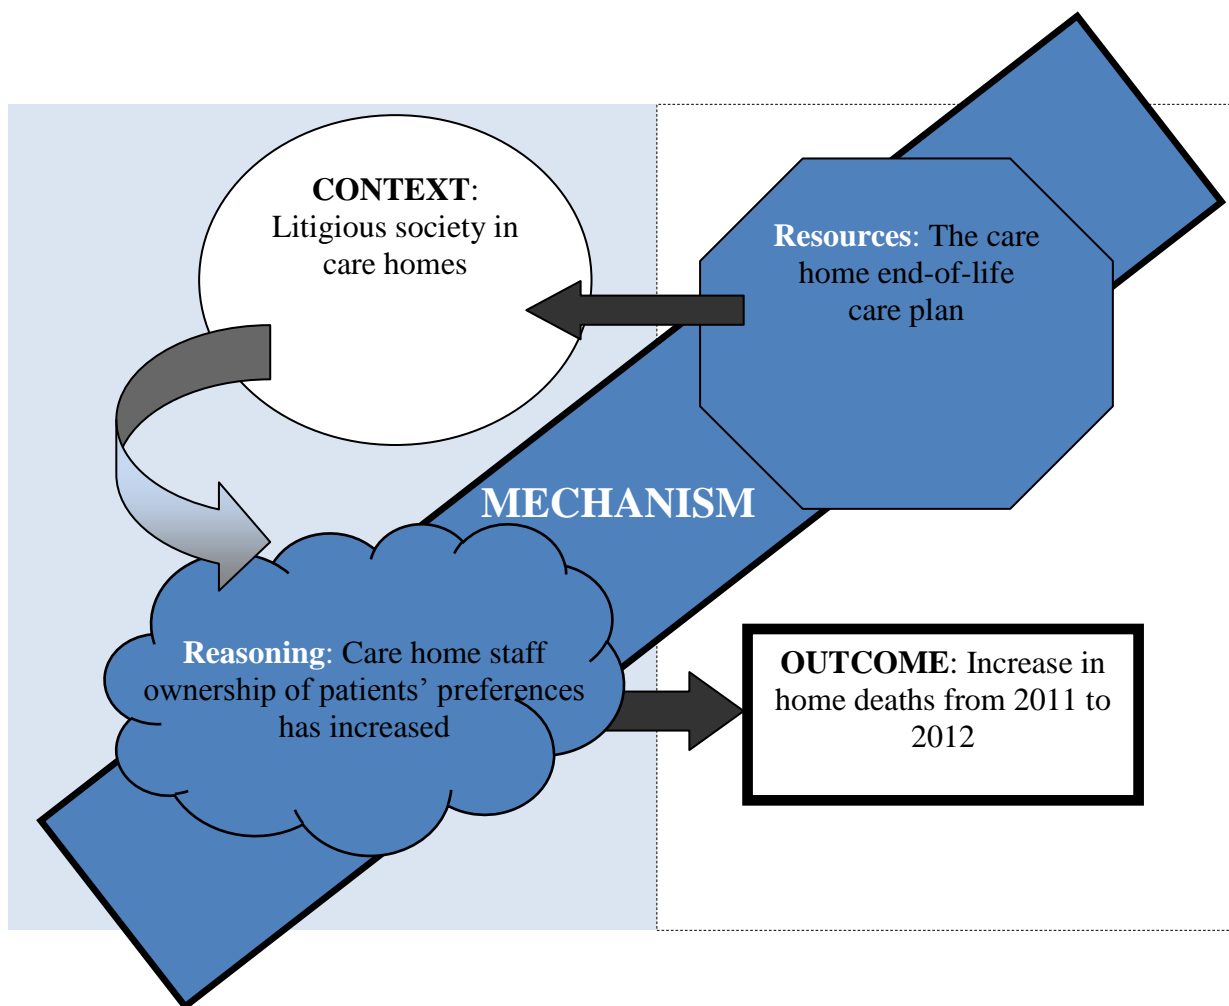 CONTEXT:
Litigious society in
care homes
Resources: The care
home end-of-life
care plan
MECHANISM
Reasoning: Care home staff
ownership of patients’ preferences
has increased
OUTCOME: Increase in
home deaths from 2011 to
2012